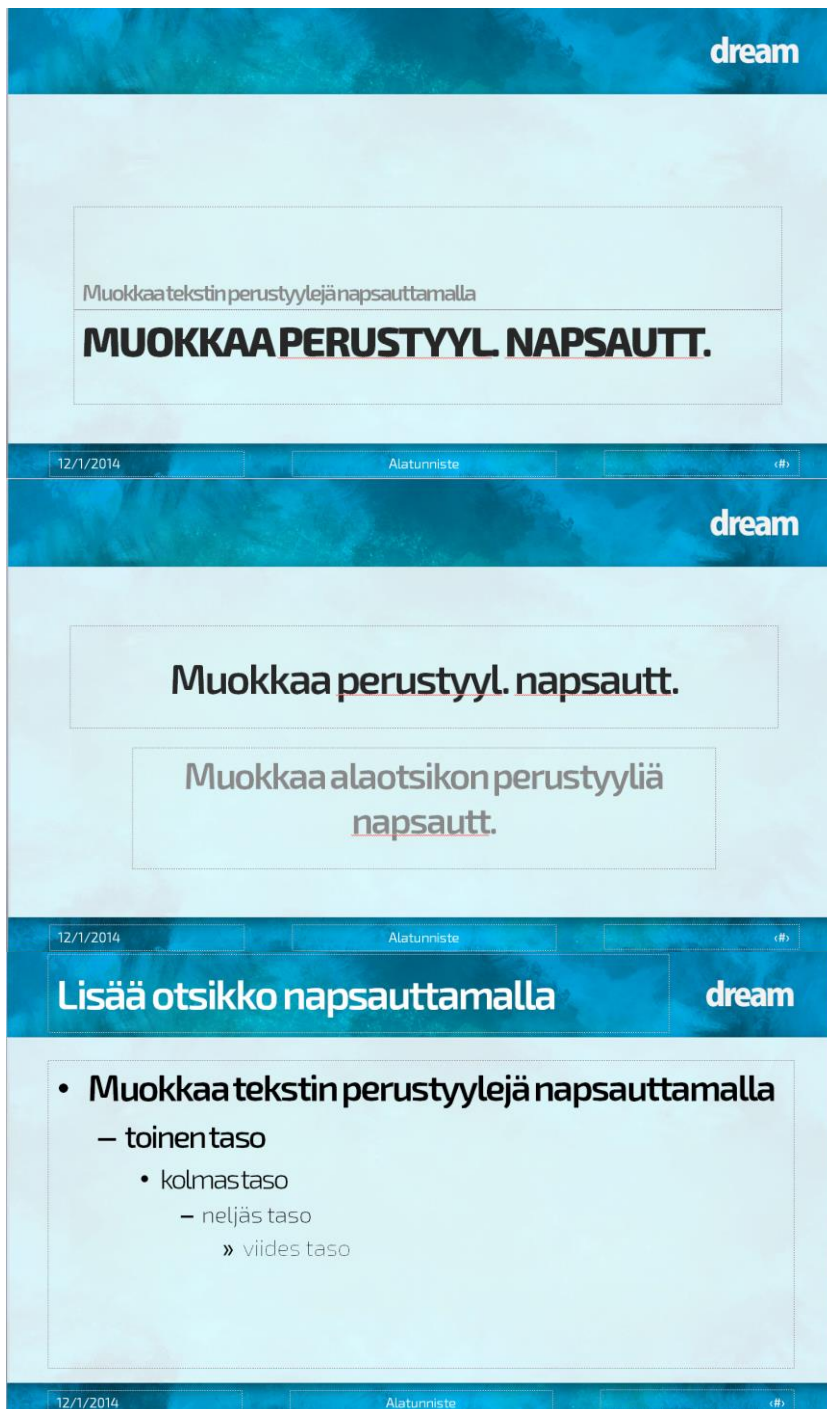 dream
Muokkaa tekstin perustyylejä napsauttamalla
MUOKKAA PERUSTYYL. NAPSAUTT.
12/1/2014 Alatunniste ‹#›
dream
Muokkaa perustyyl. napsautt.
Muokkaa alaotsikon perustyyliä
napsautt.
12/1/2014 Alatunniste ‹#›
Lisää otsikko napsauttamalla dream
• Muokkaa tekstin perustyylejä napsauttamalla
– toinen taso
• kolmas taso
– neljäs taso
» viides taso
12/1/2014 Alatunniste ‹#›